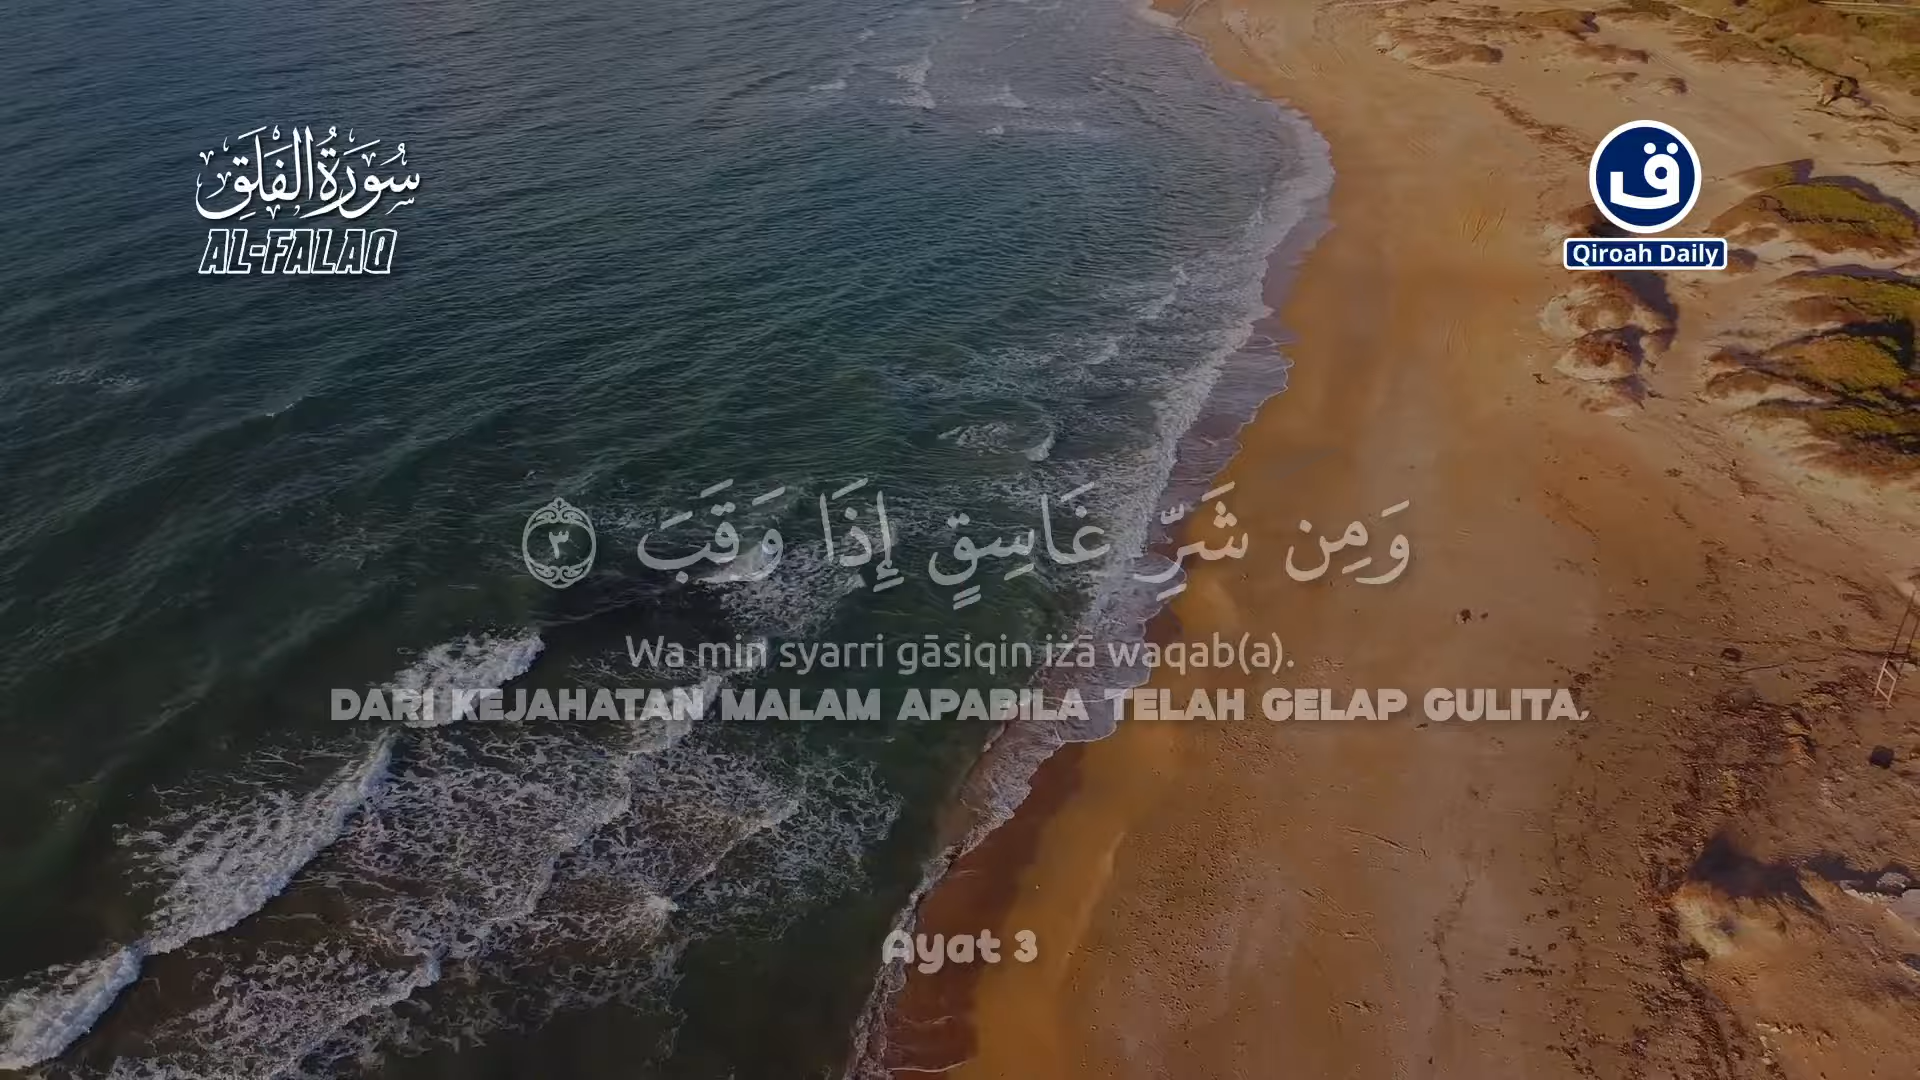 سُورَةُ الْفَلَقِ
AL-FALAQ
ق
Qiroah Daily
وَمِن شَرِّ غَاسِقٍ إِذَا وَقَبَ ٣
Wa min syarri gāsiqin iżā waqab(a).
DARI KEJAHATAN MALAM APABILA TELAH GELAP GULITA,
Ayat 3